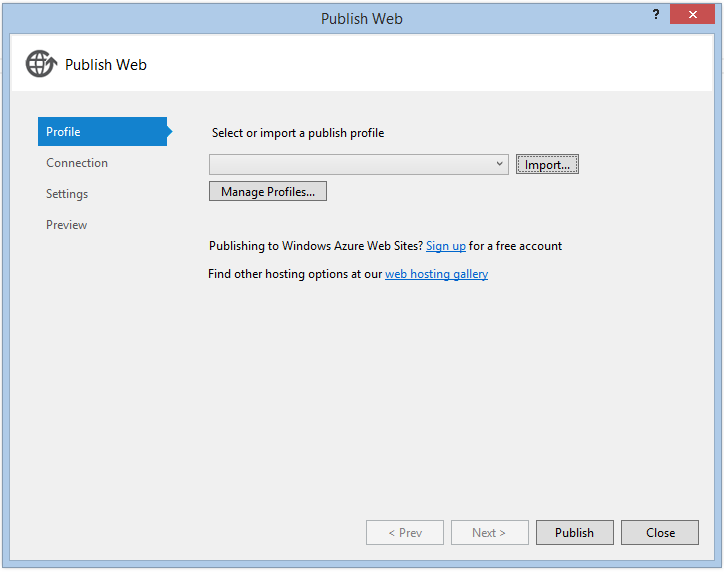 Publish Web
?
Publish Web
Profile
Connection
Settings
Preview
Select or import a publish profile
Import...
Manage Profiles...
Publishing to Windows Azure Web Sites? Sign up for a free account
Find other hosting options at our web hosting gallery
< Prev
Next >
Publish
Close